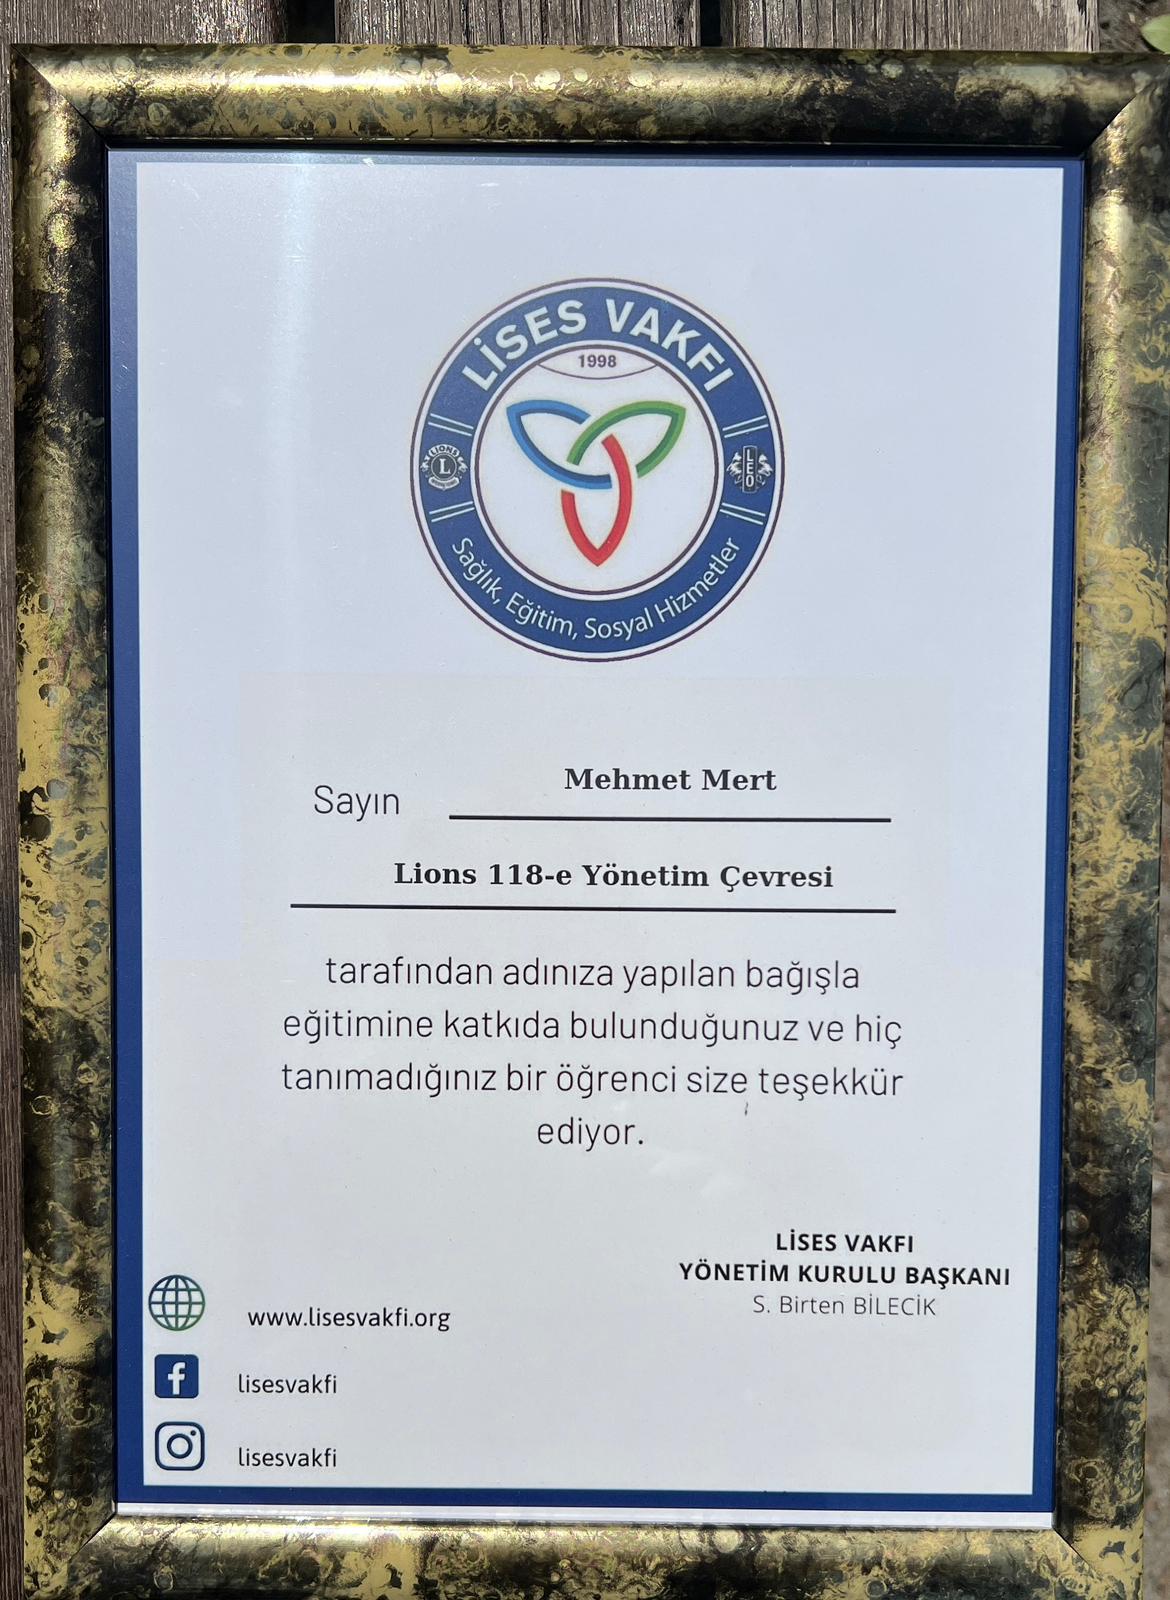 LİSES VAKFI
1998
LIONS
L
LEO
Sağlık, Eğitim, Sosyal Hizmetler
Sayın Mehmet Mert
Lions 118-e Yönetim Çevresi
tarafından adınıza yapılan bağışla
eğitimine katkıda bulunduğunuz ve hiç
tanımadığınız bir öğrenci size teşekkür
ediyor.
LİSES VAKFI
YÖNETİM KURULU BAŞKANI
S. Birten BİLECİK
www.lisesvakfi.org
lisesvakfi
lisesvakfi